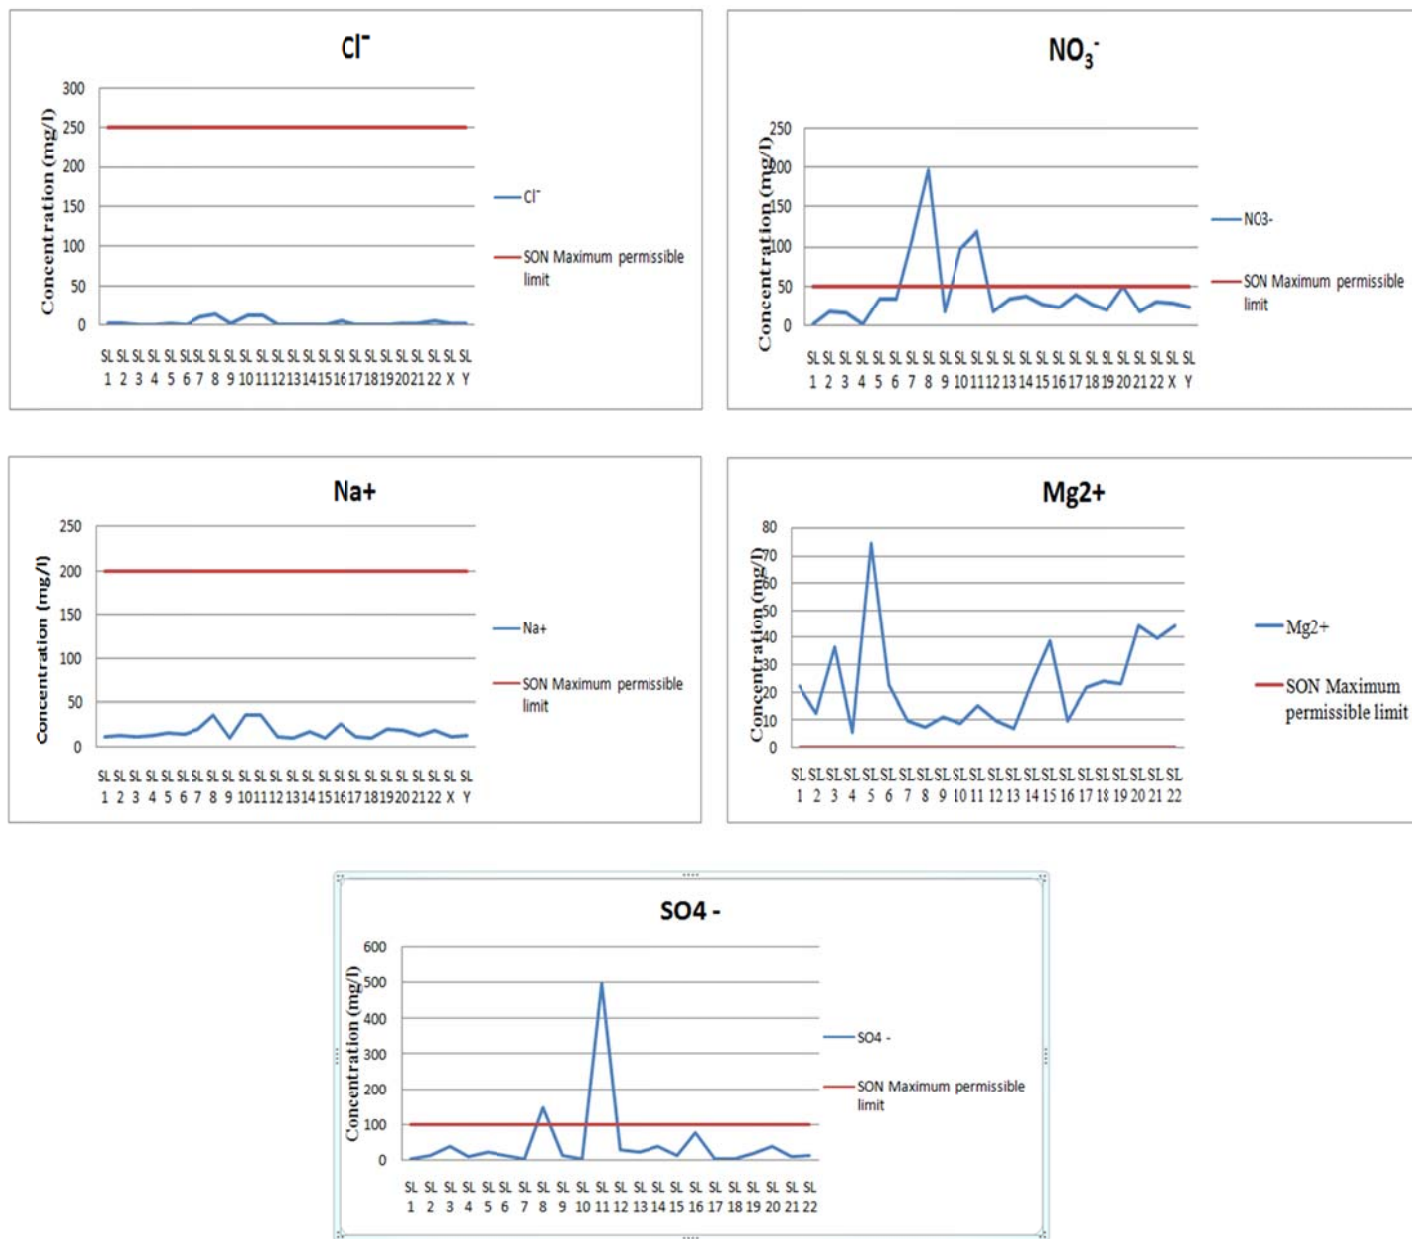 Cl⁻
Concentration (mg/l)
300
250
200
150
100
50
0
SL SL SL SL SL SL SL SL SL SL SL SL SL SL SL SL SL SL SL SL SL SL SL
1 2 3 4 5 6 7 8 9 10 11 12 13 14 15 16 17 18 19 20 21 22 X Y
Cl⁻
SON Maximum permssible
limit
NO₃⁻
Concentration (mg/l)
250
200
150
100
50
0
SL SL SL SL SL SL SL SL SL SL SL SL SL SL SL SL SL SL SL SL SL SL SL SL
1 2 3 4 5 6 7 8 9 10 11 12 13 14 15 16 17 18 19 20 21 22 X Y
NO3-
SON Maximum permissible
limit
Na+
Concentration (mg/l)
250
200
150
100
50
0
SL SL SL SL SL SL SL SL SL SL SL SL SL SL SL SL SL SL SL SL SL SL SL
1 2 3 4 5 6 7 8 9 10 11 12 13 14 15 16 17 18 19 20 21 22 X Y
Na+
SON Maximum permssible
limit
Mg2+
Concentration (mg/l)
80
70
60
50
40
30
20
10
0
SL SL SL SL SL SL SL SL SL SL SL SL SL SL SL SL SL SL SL SL SL SL
1 2 3 4 5 6 7 8 9 10 11 12 13 14 15 16 17 18 19 20 21 22
Mg2+
SON Maximum
permissible limit
SO4 -
Concentration (mg/l)
600
500
400
300
200
100
0
SL SL SL SL SL SL SL SL SL SL SL SL SL SL SL SL SL SL SL SL SL SL
1 2 3 4 5 6 7 8 9 10 11 12 13 14 15 16 17 18 19 20 21 22
SO4 -
SON Maximum permissible
limit